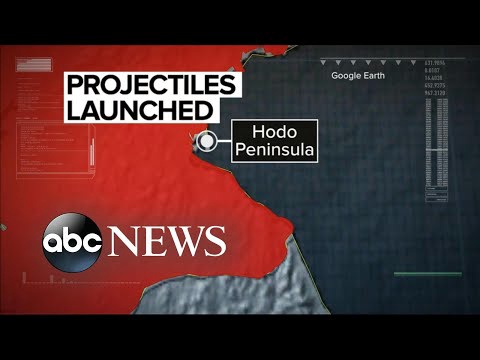 PROJECTILES
LAUNCHED
Google Earth
Hodo
Peninsula
abc NEWS